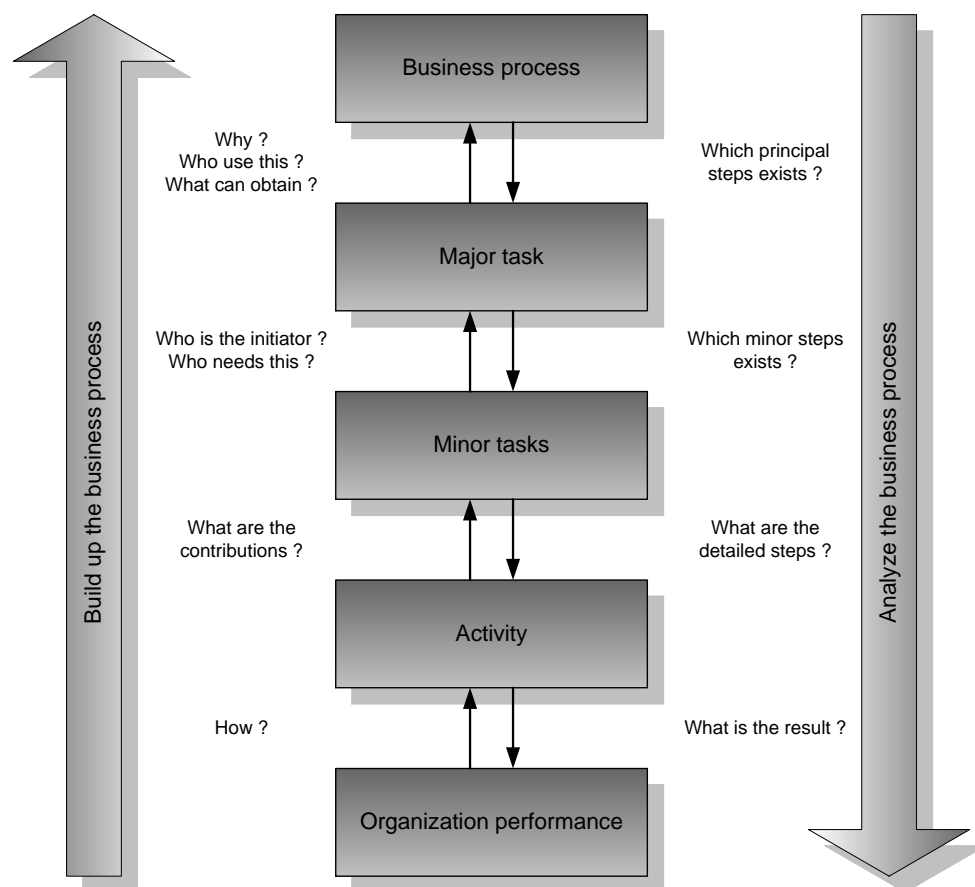 Business process
Why ?
Who use this ?
What can obtain ?
Which principal
steps exists ?
Major task
Who is the initiator ?
Who needs this ?
Which minor steps
exists ?
Minor tasks
What are the
contributions ?
What are the
detailed steps ?
Activity
How ?
What is the result ?
Organization performance
Build up the business process
Analyze the business process